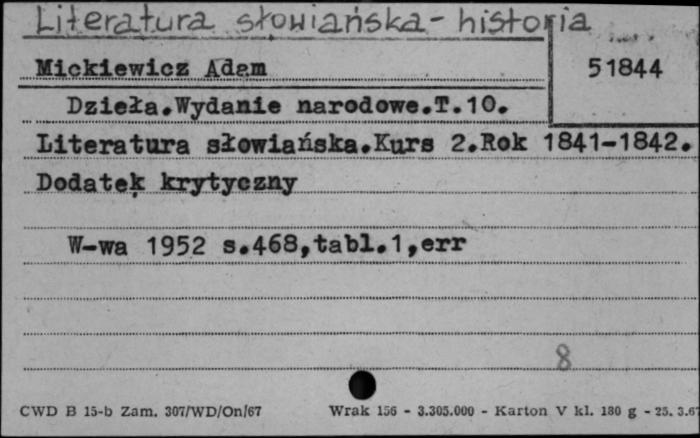 Literatura słowiańska - historia
51844
Mickiewicz Adam
Dzieła.Wydanie narodowe.T.10.
Literatura słowiańska.Kurs 2.Rok 1841-1842.
Dodatek krytyczny
W-wa 1952 s.468,tabl.1,err
8
CWD B 15-b Zam. 307/WD/On/67 Wrak 156 - 3.305.000 - Karton V kl. 180 g - 25. 3.67